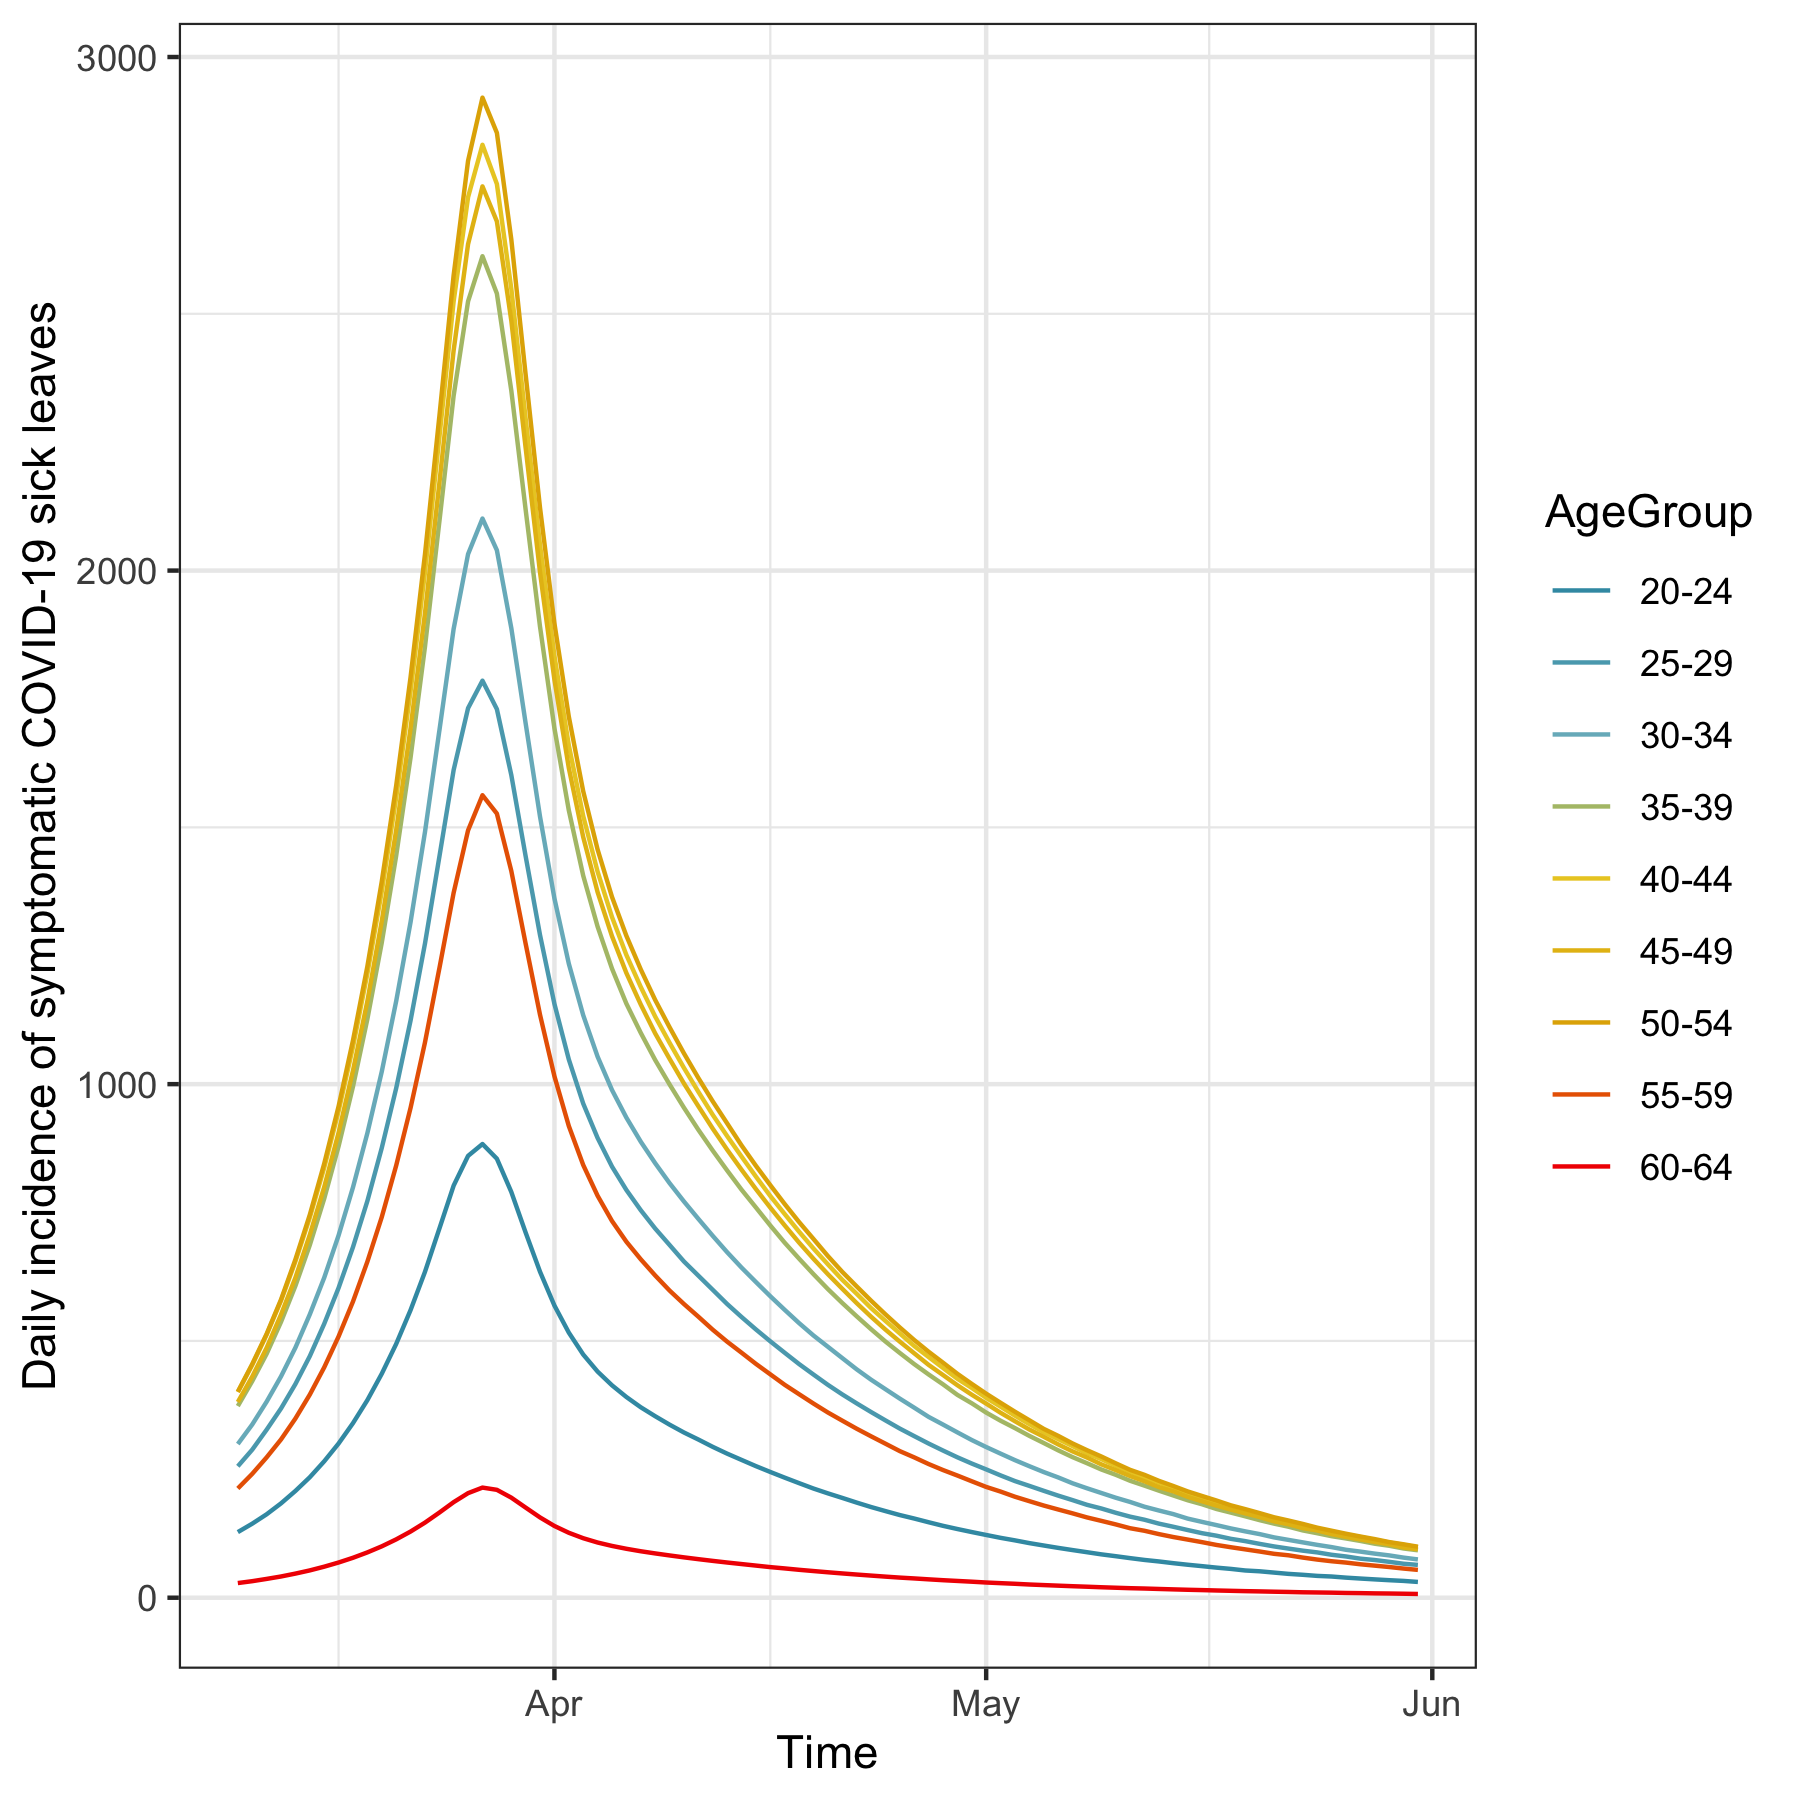 Daily incidence of symptomatic COVID-19 sick leaves
3000
2000
1000
0
Apr
May
Jun
Time
AgeGroup
20-24
25-29
30-34
35-39
40-44
45-49
50-54
55-59
60-64